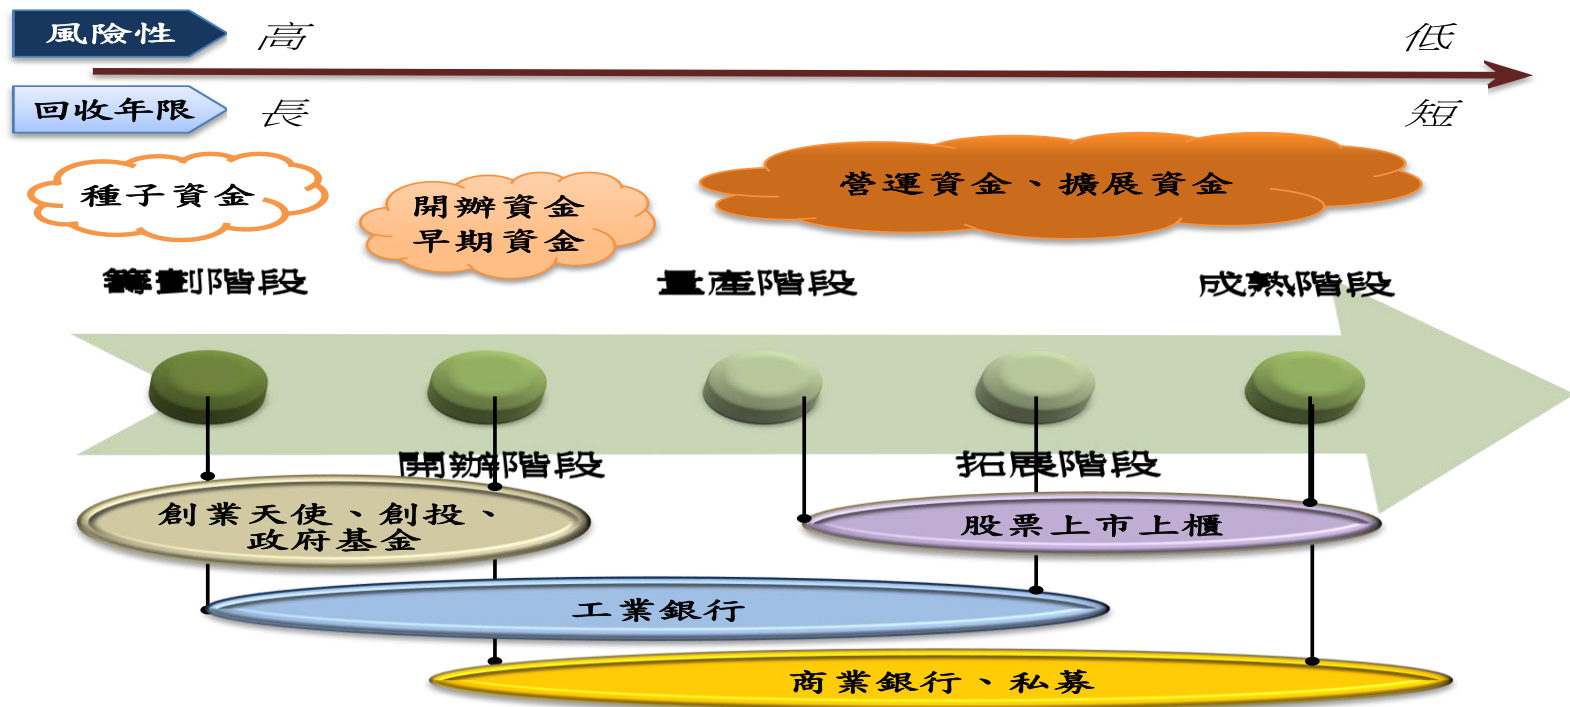 風險性 高 低
回收年限 長 短
種子資金
開辦資金
早期資金
營運資金、擴展資金
籌劃階段 量產階段 成熟階段
開辦階段 拓展階段
創業天使、創投、
政府基金
股票上市上櫃
工業銀行
商業銀行、私募